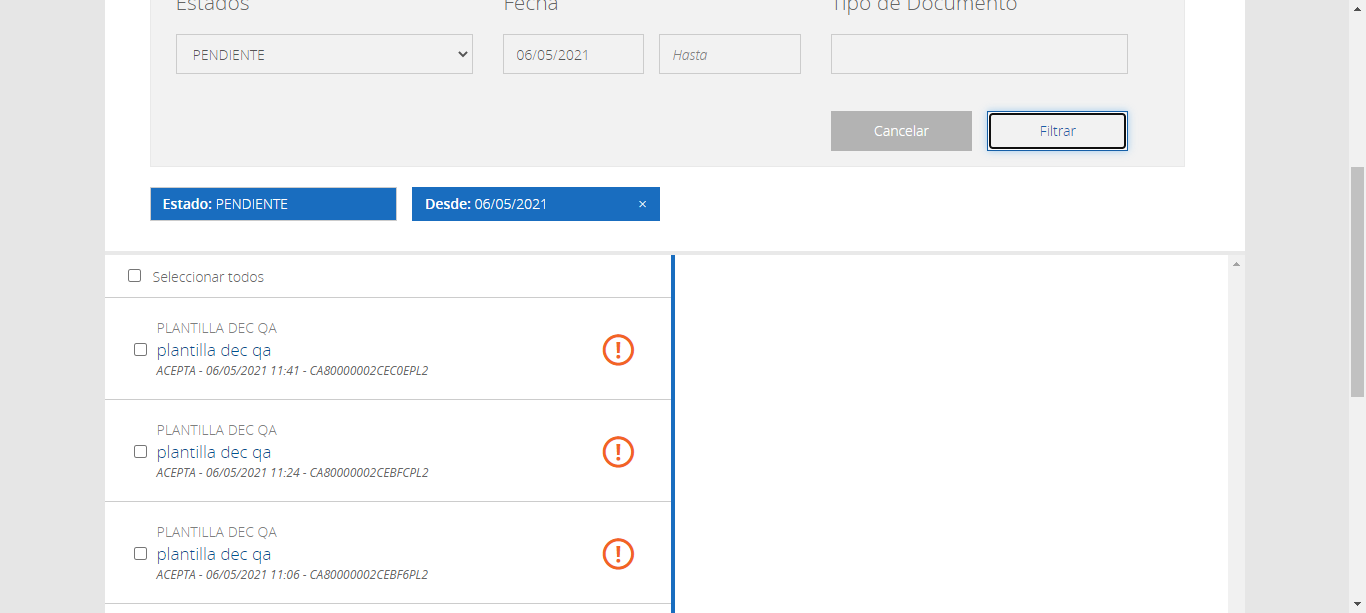 Estados
Fecha
Tipo de Documento
PENDIENTE
06/05/2021
Hasta
Cancelar
Filtrar
Estado: PENDIENTE
Desde: 06/05/2021 ×
Seleccionar todos
PLANTILLA DEC QA
plantilla dec qa
ACEPTA - 06/05/2021 11:41 - CA80000002CEC0EPL2
PLANTILLA DEC QA
plantilla dec qa
ACEPTA - 06/05/2021 11:24 - CA80000002CEBFCPL2
PLANTILLA DEC QA
plantilla dec qa
ACEPTA - 06/05/2021 11:06 - CA80000002CEBF6PL2